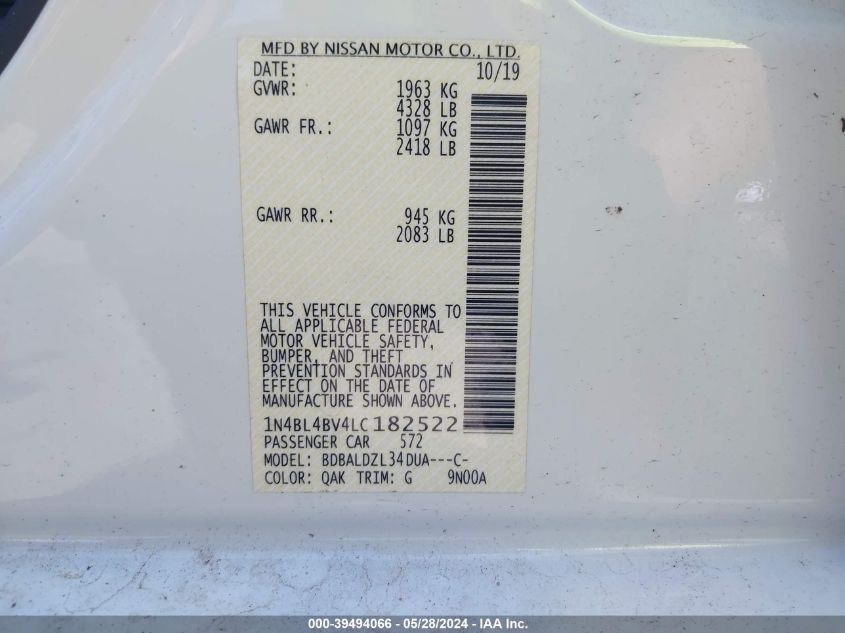 MFD BY NISSAN MOTOR CO., LTD.
DATE: 10/19
GVWR: 1963 KG
4328 LB
GAWR FR.: 1097 KG
2418 LB
GAWR RR.: 945 KG
2083 LB
THIS VEHICLE CONFORMS TO
ALL APPLICABLE FEDERAL
MOTOR VEHICLE SAFETY,
BUMPER, AND THEFT
PREVENTION STANDARDS IN
EFFECT ON THE DATE OF
MANUFACTURE SHOWN ABOVE.
1N4BL4BV4LC182522
PASSENGER CAR 572
MODEL: BDBALDZL34DUA---C-
COLOR: QAK TRIM: G 9N00A
000-39494066 - 05/28/2024 - IAA Inc.